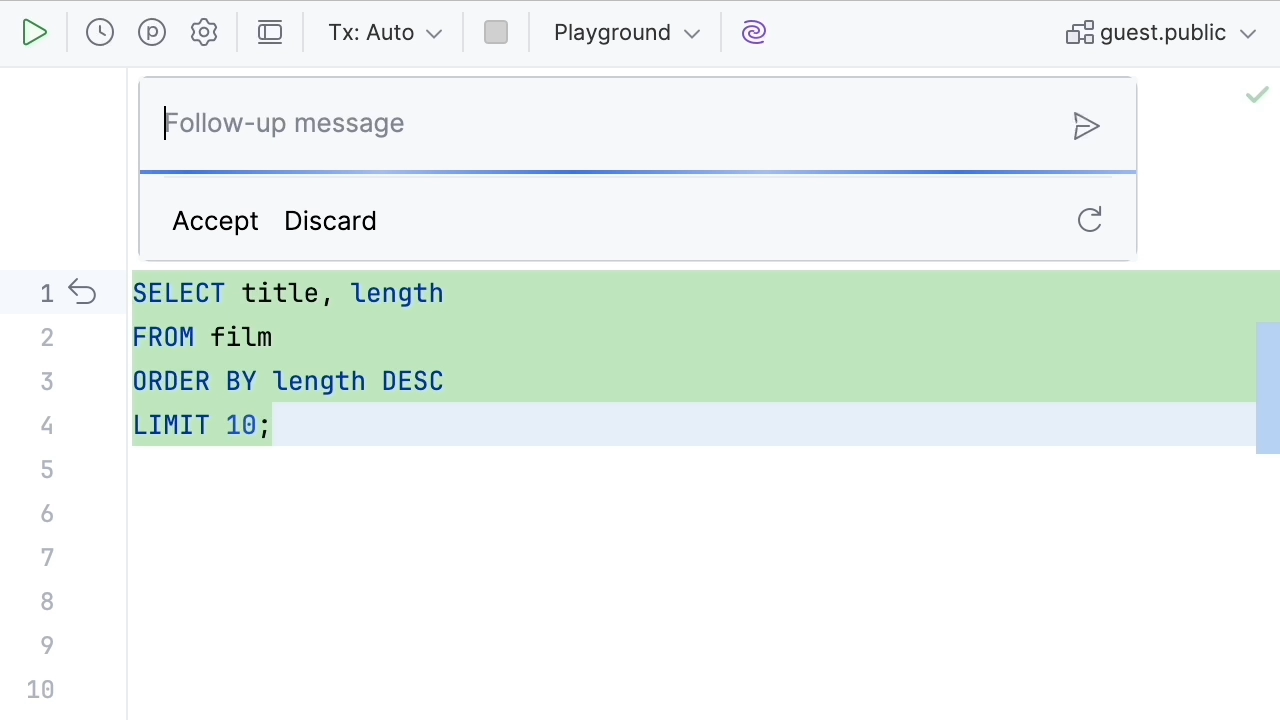 Tx: Auto Playground guest.public
Follow-up message
Accept Discard
1 SELECT title, length
2 FROM film
3 ORDER BY length DESC
4 LIMIT 10;
5
6
7
8
9
10